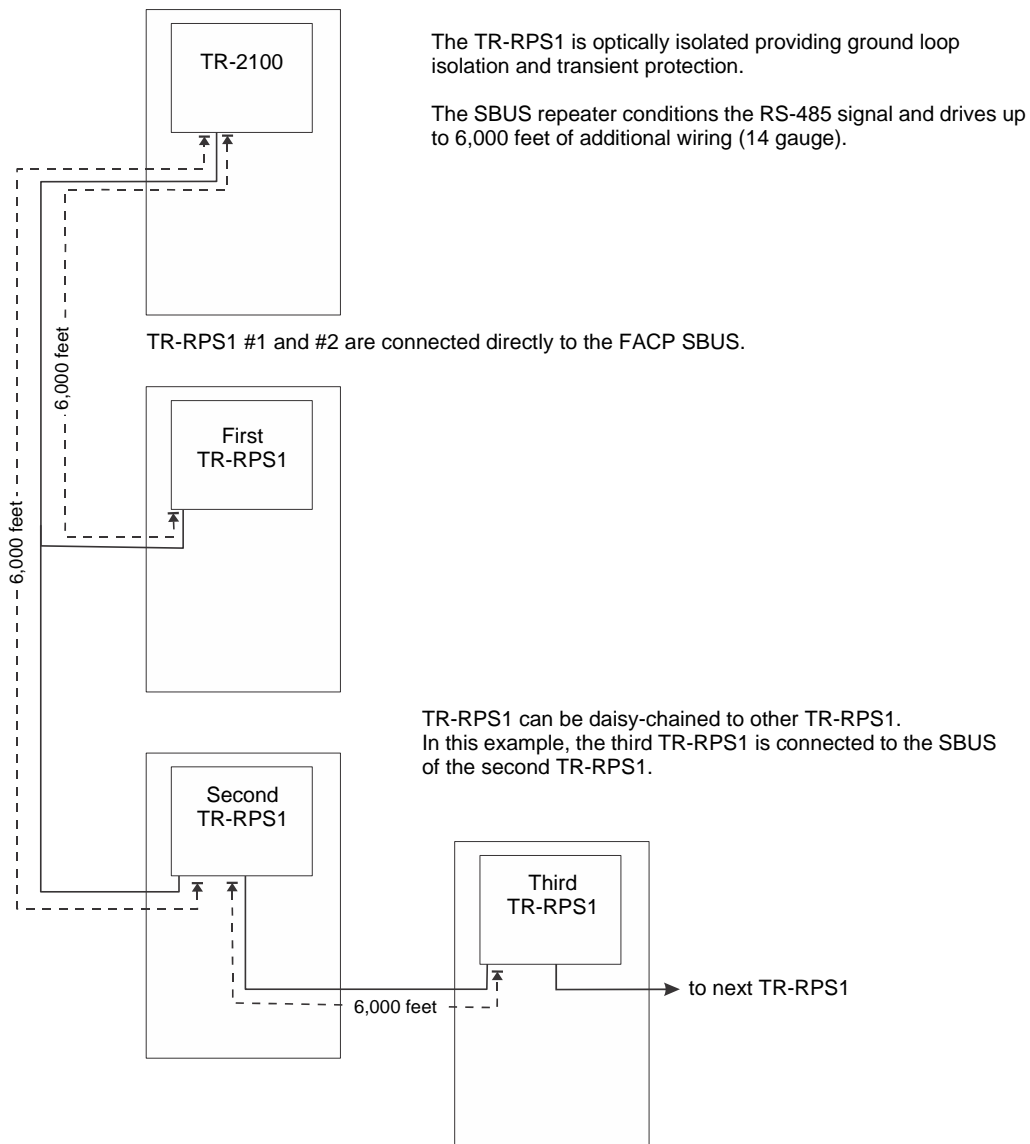 TR-2100
The TR-RPS1 is optically isolated providing ground loop
isolation and transient protection.
The SBUS repeater conditions the RS-485 signal and drives up
to 6,000 feet of additional wiring (14 gauge).
6,000 feet
6,000 feet
TR-RPS1 #1 and #2 are connected directly to the FACP SBUS.
First
TR-RPS1
TR-RPS1 can be daisy-chained to other TR-RPS1.
In this example, the third TR-RPS1 is connected to the SBUS
of the second TR-RPS1.
Second
TR-RPS1
Third
TR-RPS1
6,000 feet
to next TR-RPS1